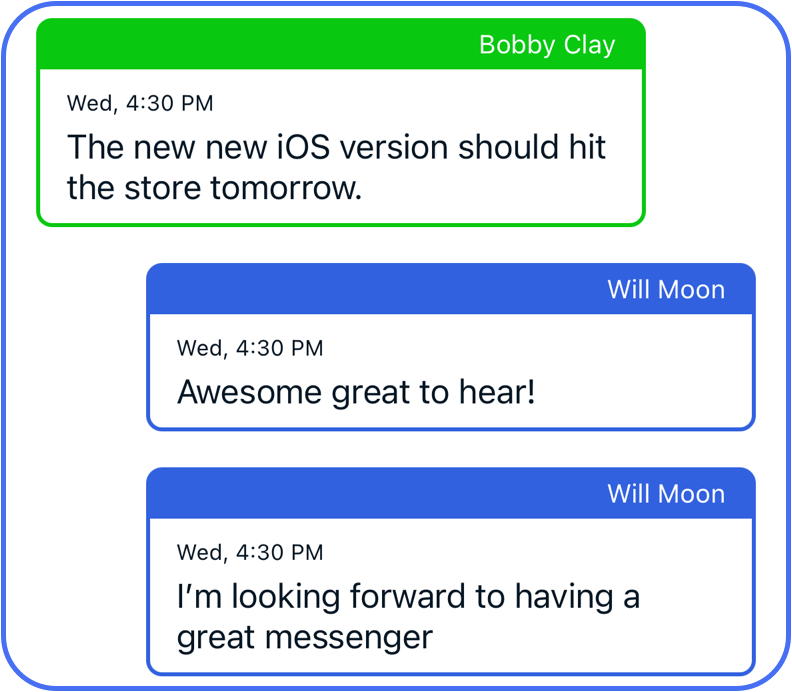 Bobby Clay
Wed, 4:30 PM
The new new iOS version should hit
the store tomorrow.
Will Moon
Wed, 4:30 PM
Awesome great to hear!
Will Moon
Wed, 4:30 PM
I’m looking forward to having a
great messenger